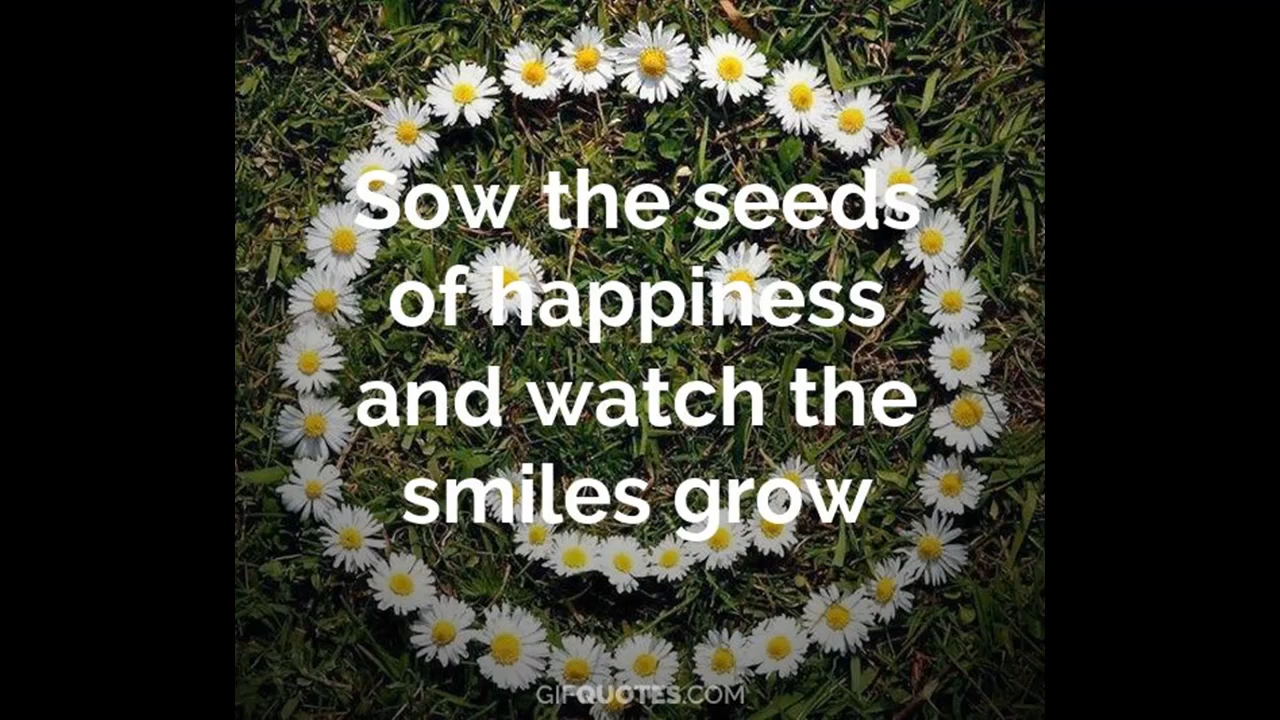 Sow the seeds
of happiness
and watch the
smiles grow
GIFQUOTES.COM